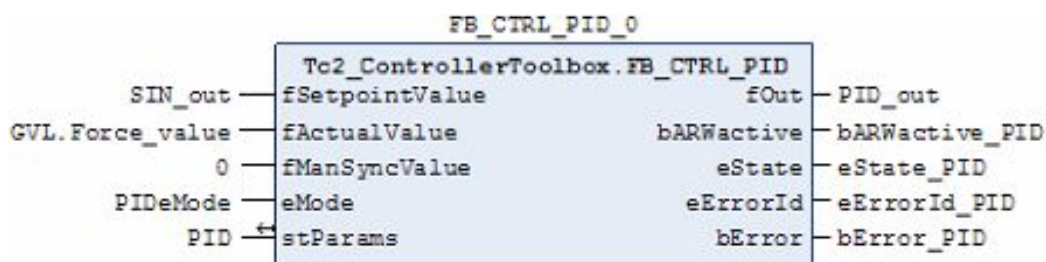 FB_CTRL_PID_0
Tc2_ControllerToolbox.FB_CTRL_PID
SIN_out fSetpointValue fOut PID_out
GVL.Force_value fActualValue bARWactive bARWactive_PID
0 fManSyncValue eState eState_PID
PIDeMode eMode eErrorId eErrorId_PID
PID stParams bError bError_PID